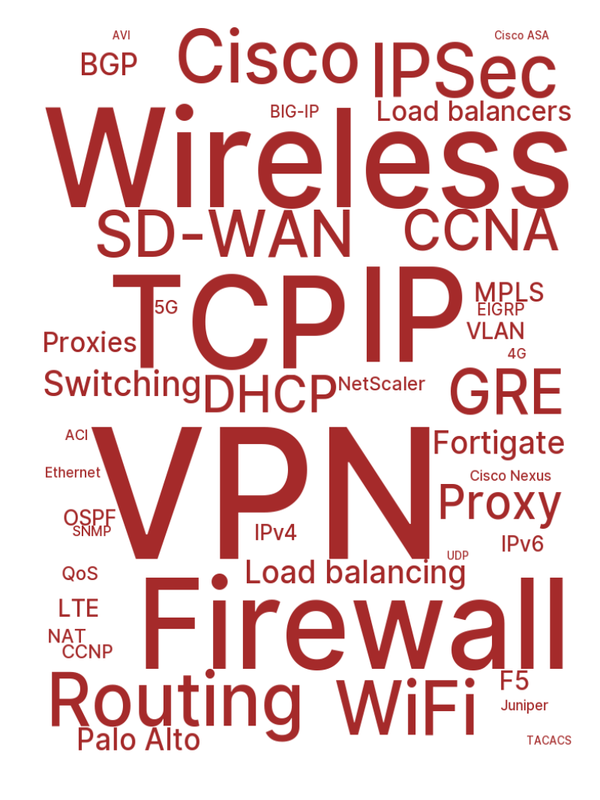 AVI
Cisco ASA
BGP
Cisco
IPSec
BIG-IP
Load balancers
Wireless
SD-WAN
CCNA
TCP
IP
5G
MPLS
EIGRP
VLAN
Proxies
4G
Switching
DHCP
NetScaler
GRE
ACI
VPN
Fortigate
Ethernet
Cisco Nexus
Proxy
OSPF
SNMP
IPv4
IPv6
UDP
QoS
Load balancing
LTE
Firewall
NAT
CCNP
Routing
WiFi
F5
Juniper
Palo Alto
TACACS